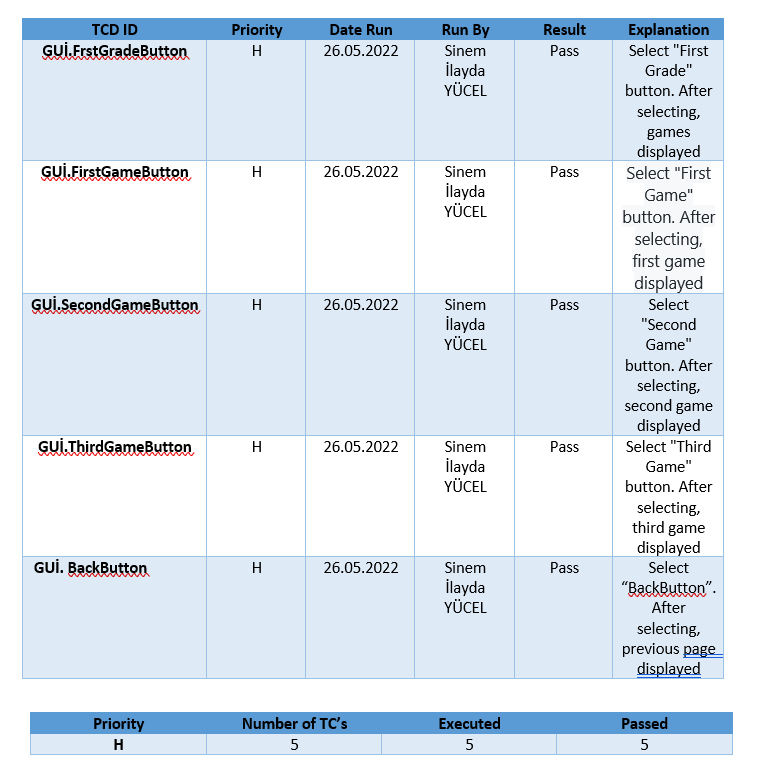 TCD ID Priority Date Run Run By Result Explanation
GUİ.FrstGradeButton H 26.05.2022 Sinem Pass Select "First
İlayda Grade"
YÜCEL button. After
selecting,
games
displayed
GUİ.FirstGameButton H 26.05.2022 Sinem Pass Select "First
İlayda Game"
YÜCEL button. After
selecting,
first game
displayed
GUİ.SecondGameButton H 26.05.2022 Sinem Pass Select
İlayda "Second
YÜCEL Game"
button. After
selecting,
second game
displayed
GUİ.ThirdGameButton H 26.05.2022 Sinem Pass Select "Third
İlayda Game"
YÜCEL button. After
selecting,
third game
displayed
GUİ. BackButton H 26.05.2022 Sinem Pass Select
İlayda “BackButton”.
YÜCEL After
selecting,
previous page
displayed
Priority Number of TC’s Executed Passed
H 5 5 5